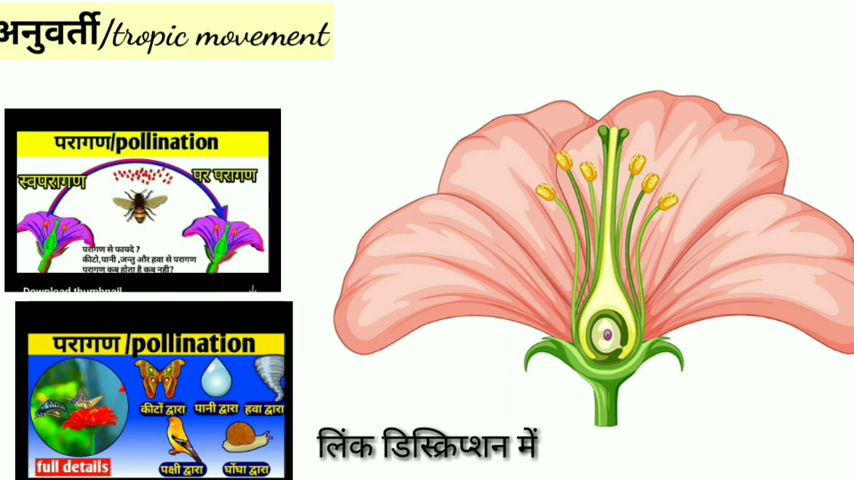 अनुवर्ती/tropic movement
परागण/pollination
स्वपरागण
पर परागण
परागण से फायदे ?
कीटो,पानी ,जन्तु और हवा से परागण
परागण कब होता है कब नही?
Download thumbnail
परागण /pollination
कीटों द्वारा
पानी द्वारा
हवा द्वारा
full details
पक्षी द्वारा
घोंघा द्वारा
लिंक डिस्क्रिप्शन में